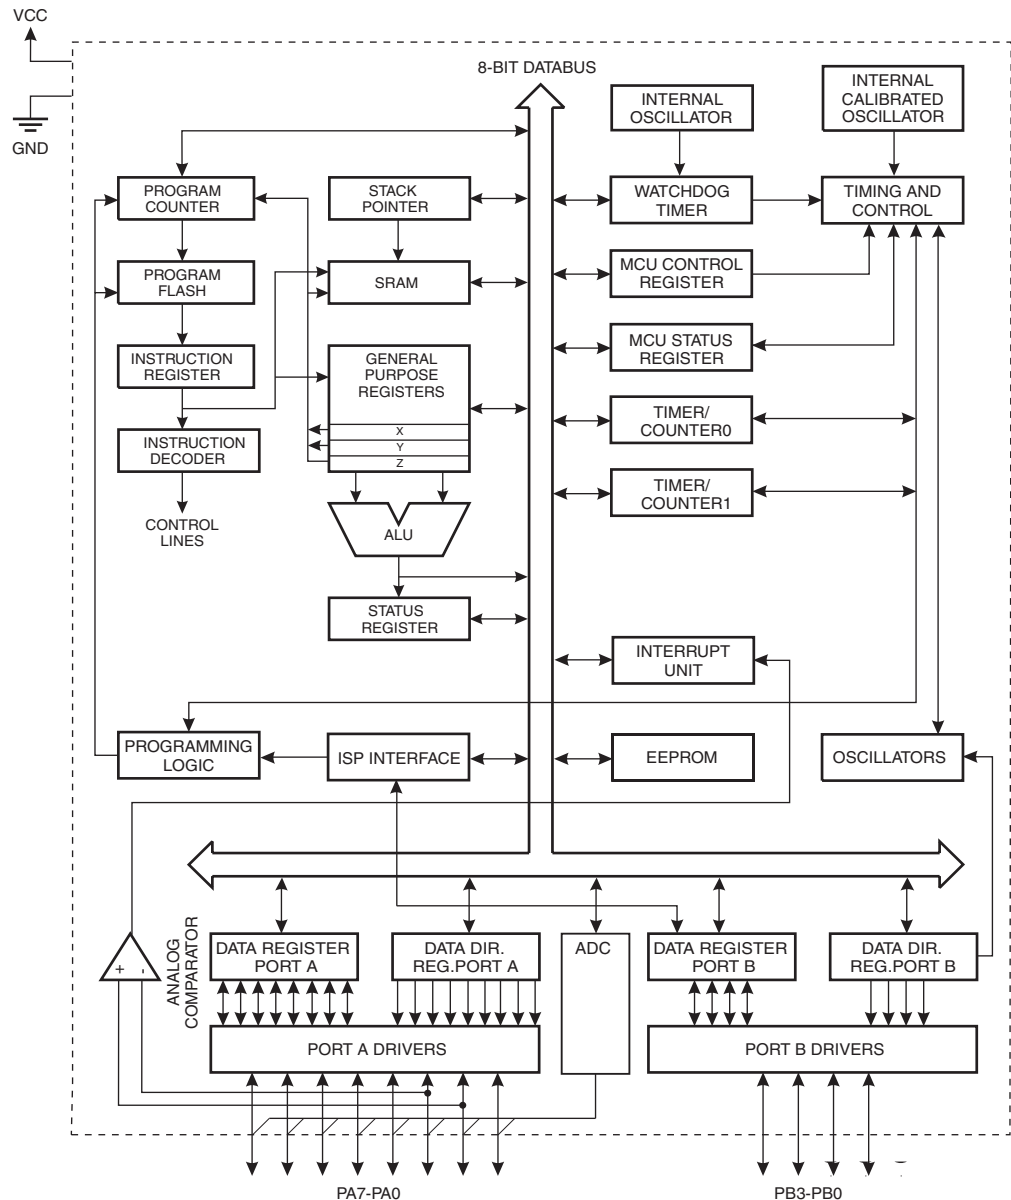 VCC
GND
8-BIT DATABUS
INTERNAL
OSCILLATOR
INTERNAL
CALIBRATED
OSCILLATOR
PROGRAM
COUNTER
STACK
POINTER
WATCHDOG
TIMER
TIMING AND
CONTROL
PROGRAM
FLASH
SRAM
MCU CONTROL
REGISTER
INSTRUCTION
REGISTER
GENERAL
PURPOSE
REGISTERS
X
Y
Z
MCU STATUS
REGISTER
INSTRUCTION
DECODER
TIMER/
COUNTER0
CONTROL
LINES
ALU
TIMER/
COUNTER1
STATUS
REGISTER
INTERRUPT
UNIT
PROGRAMMING
LOGIC
ISP INTERFACE
EEPROM
OSCILLATORS
+
-
ANALOG
COMPARATOR
DATA REGISTER
PORT A
DATA DIR.
REG.PORT A
ADC
DATA REGISTER
PORT B
DATA DIR.
REG.PORT B
PORT A DRIVERS
PORT B DRIVERS
PA7-PA0
PB3-PB0